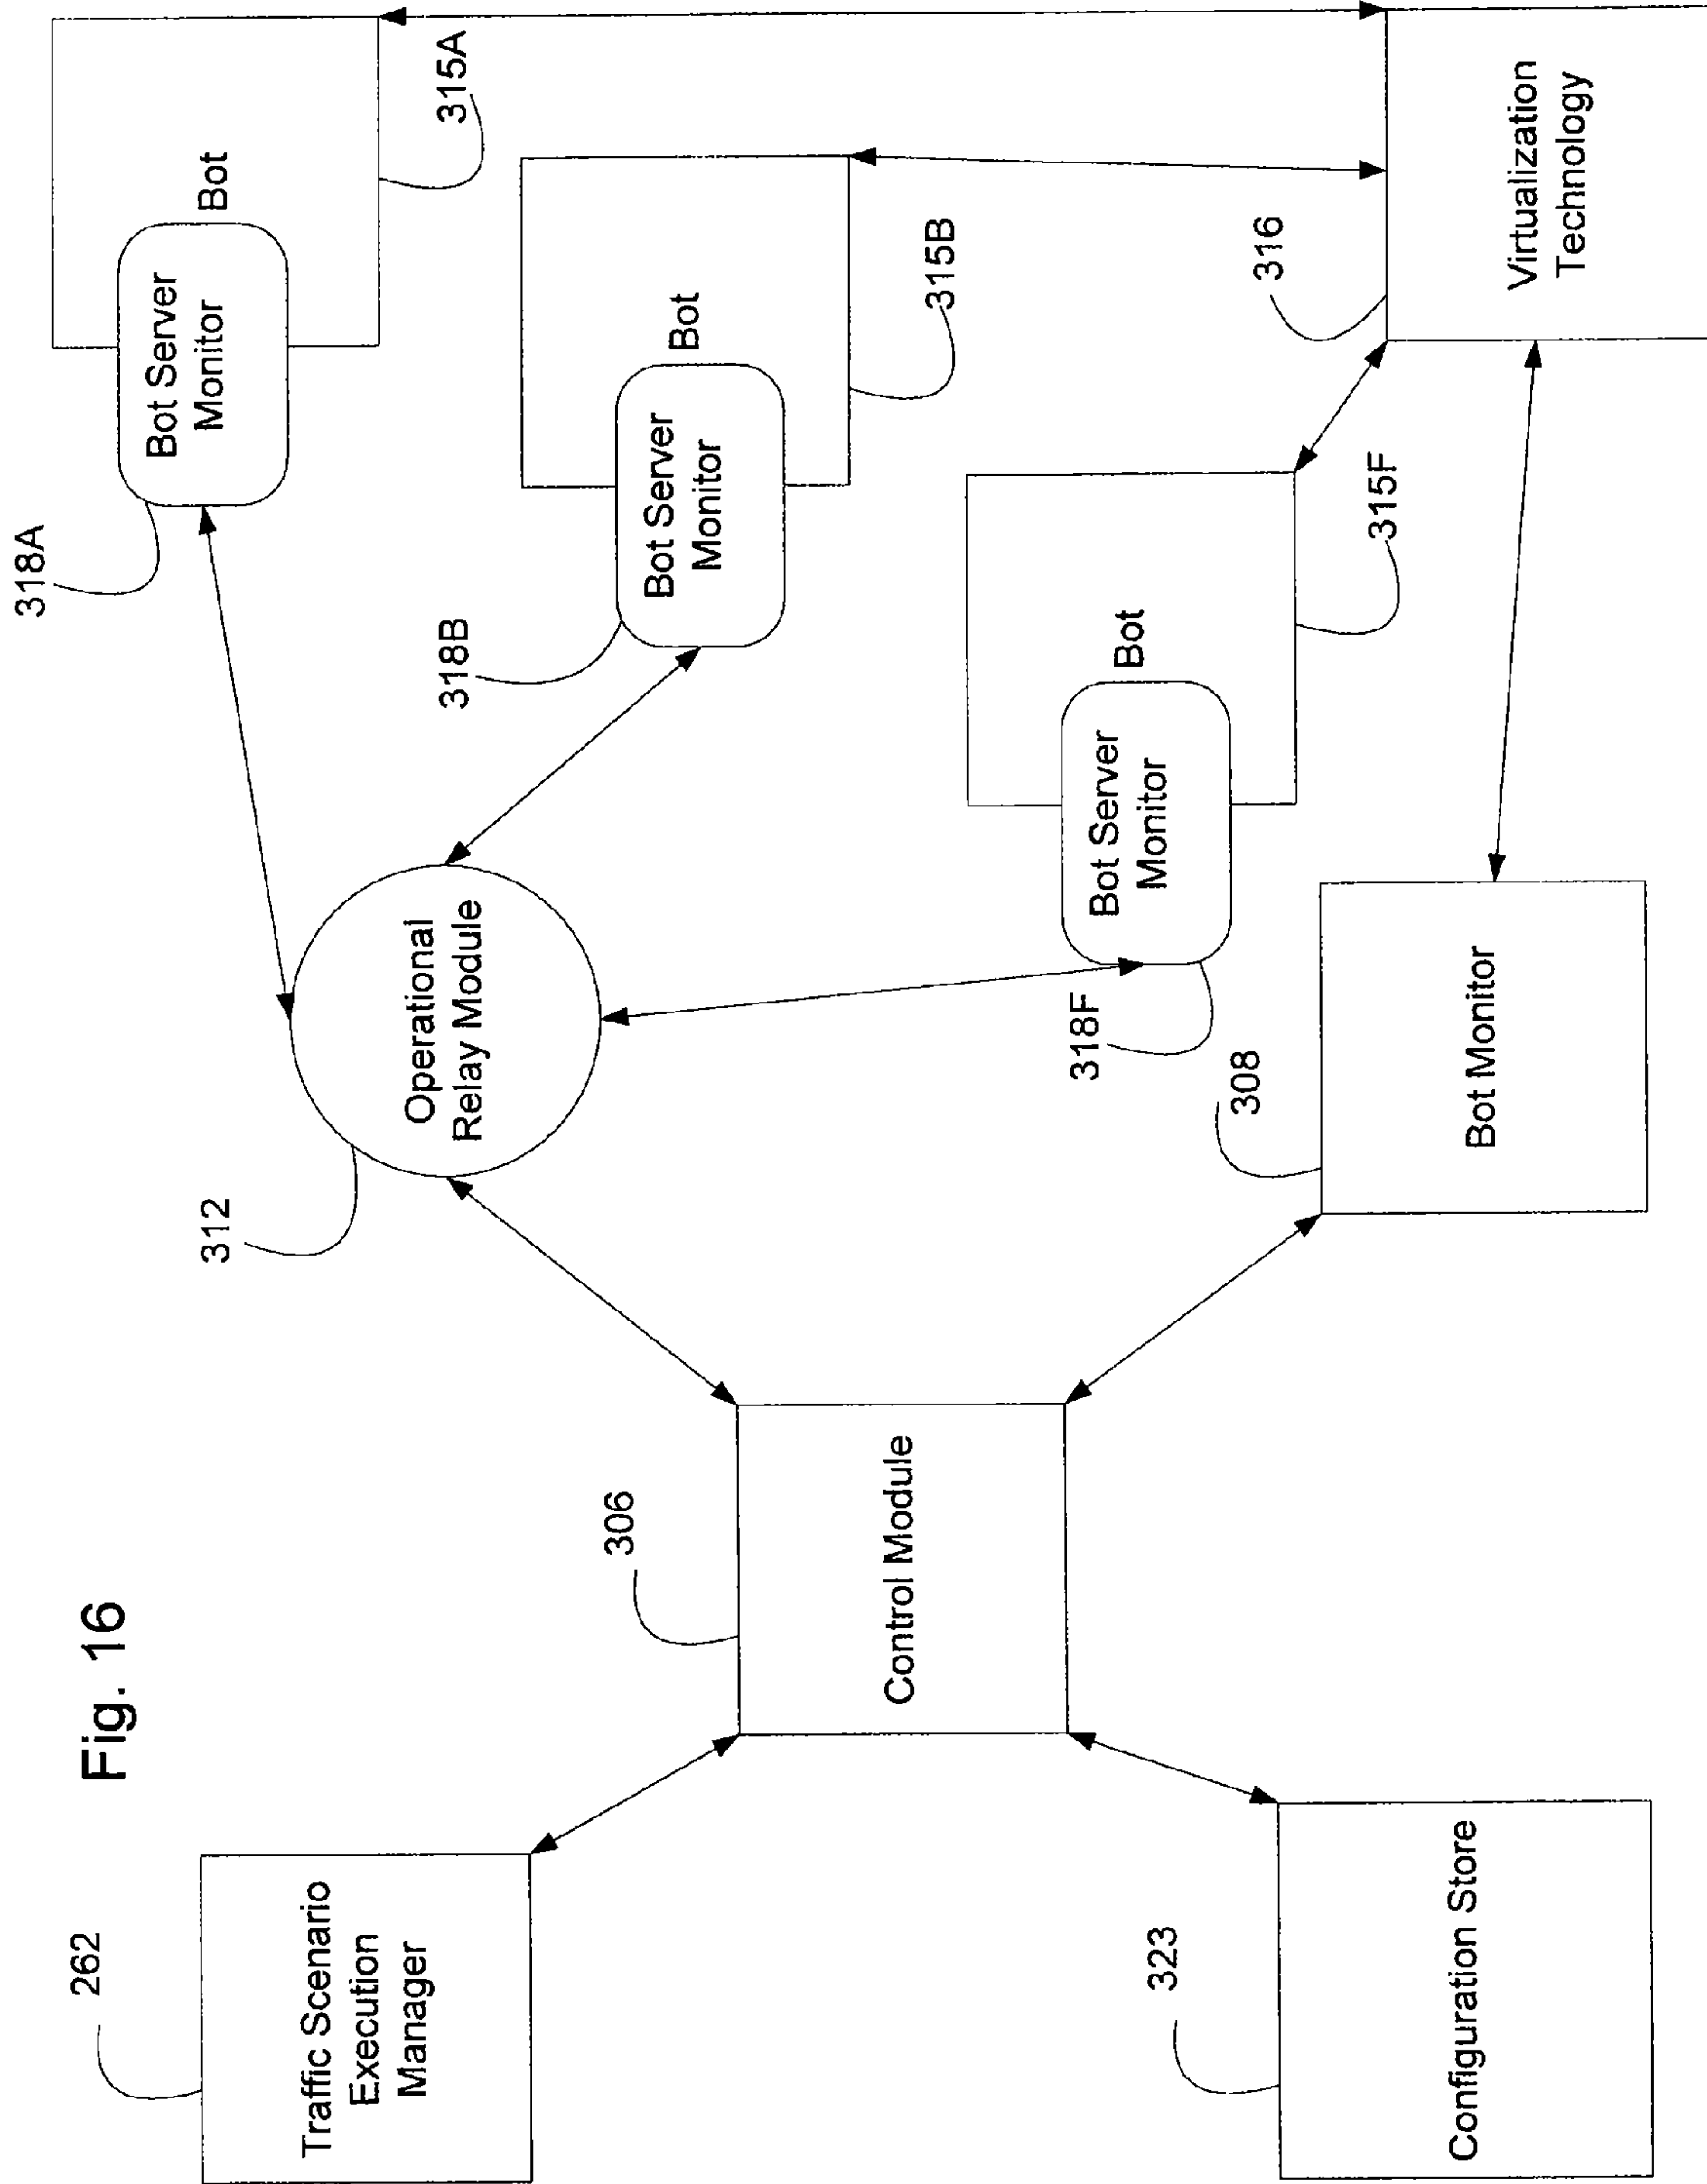 Fig. 16
262
Traffic Scenario
Execution
Manager
323
Configuration Store
306
Control Module
312
Operational
Relay Module
308
Bot Monitor
318A
Bot Server
Monitor
Bot
315A
318B
Bot Server
Monitor
Bot
315B
318F
Bot Server
Monitor
Bot
315F
316
Virtualization
Technology